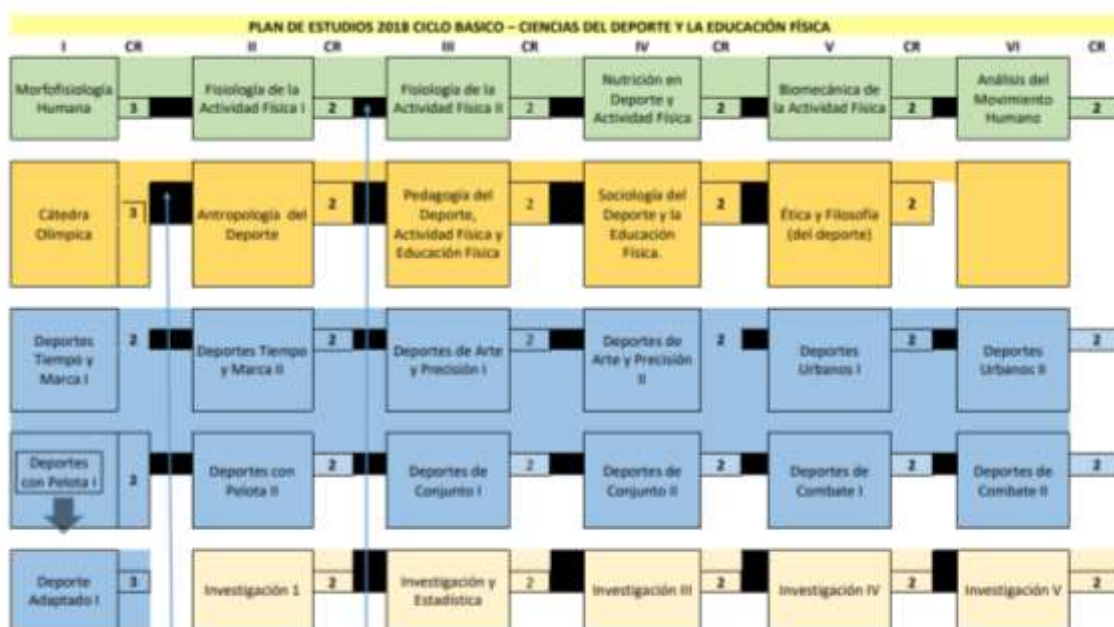 PLAN DE ESTUDIOS 2018 CICLO BASICO – CIENCIAS DEL DEPORTE Y LA EDUCACIÓN FÍSICA
I CR II CR III CR IV CR V CR VI CR
Morfofisiología
Humana
3
Fisiología de la
Actividad Física I
2
Fisiología de la
Actividad Física II
2
Nutrición en
Deporte y
Actividad Física
2
Biomecánica de
la Actividad Física
2
Análisis del
Movimiento
Humano
2
Cátedra
Olímpica
3
Antropología del
Deporte
2
Pedagogía del
Deporte,
Actividad Física y
Educación Física
2
Sociología del
Deporte y la
Educación
Física.
2
Ética y Filosofía
(del deporte)
2
Deportes
Tiempo y
Marca I
2
Deportes Tiempo
y Marca II
2
Deportes de Arte
y Precisión I
2
Deportes de
Arte y Precisión
II
2
Deportes
Urbanos I
2
Deportes
Urbanos II
2
Deportes
con Pelota I
2
Deportes con
Pelota II
2
Deportes de
Conjunto I
2
Deportes de
Conjunto II
2
Deportes de
Combate I
2
Deportes de
Combate II
2
Deporte
Adaptado I
3
Investigación 1
2
Investigación y
Estadística
2
Investigación III
2
Investigación IV
2
Investigación V
2